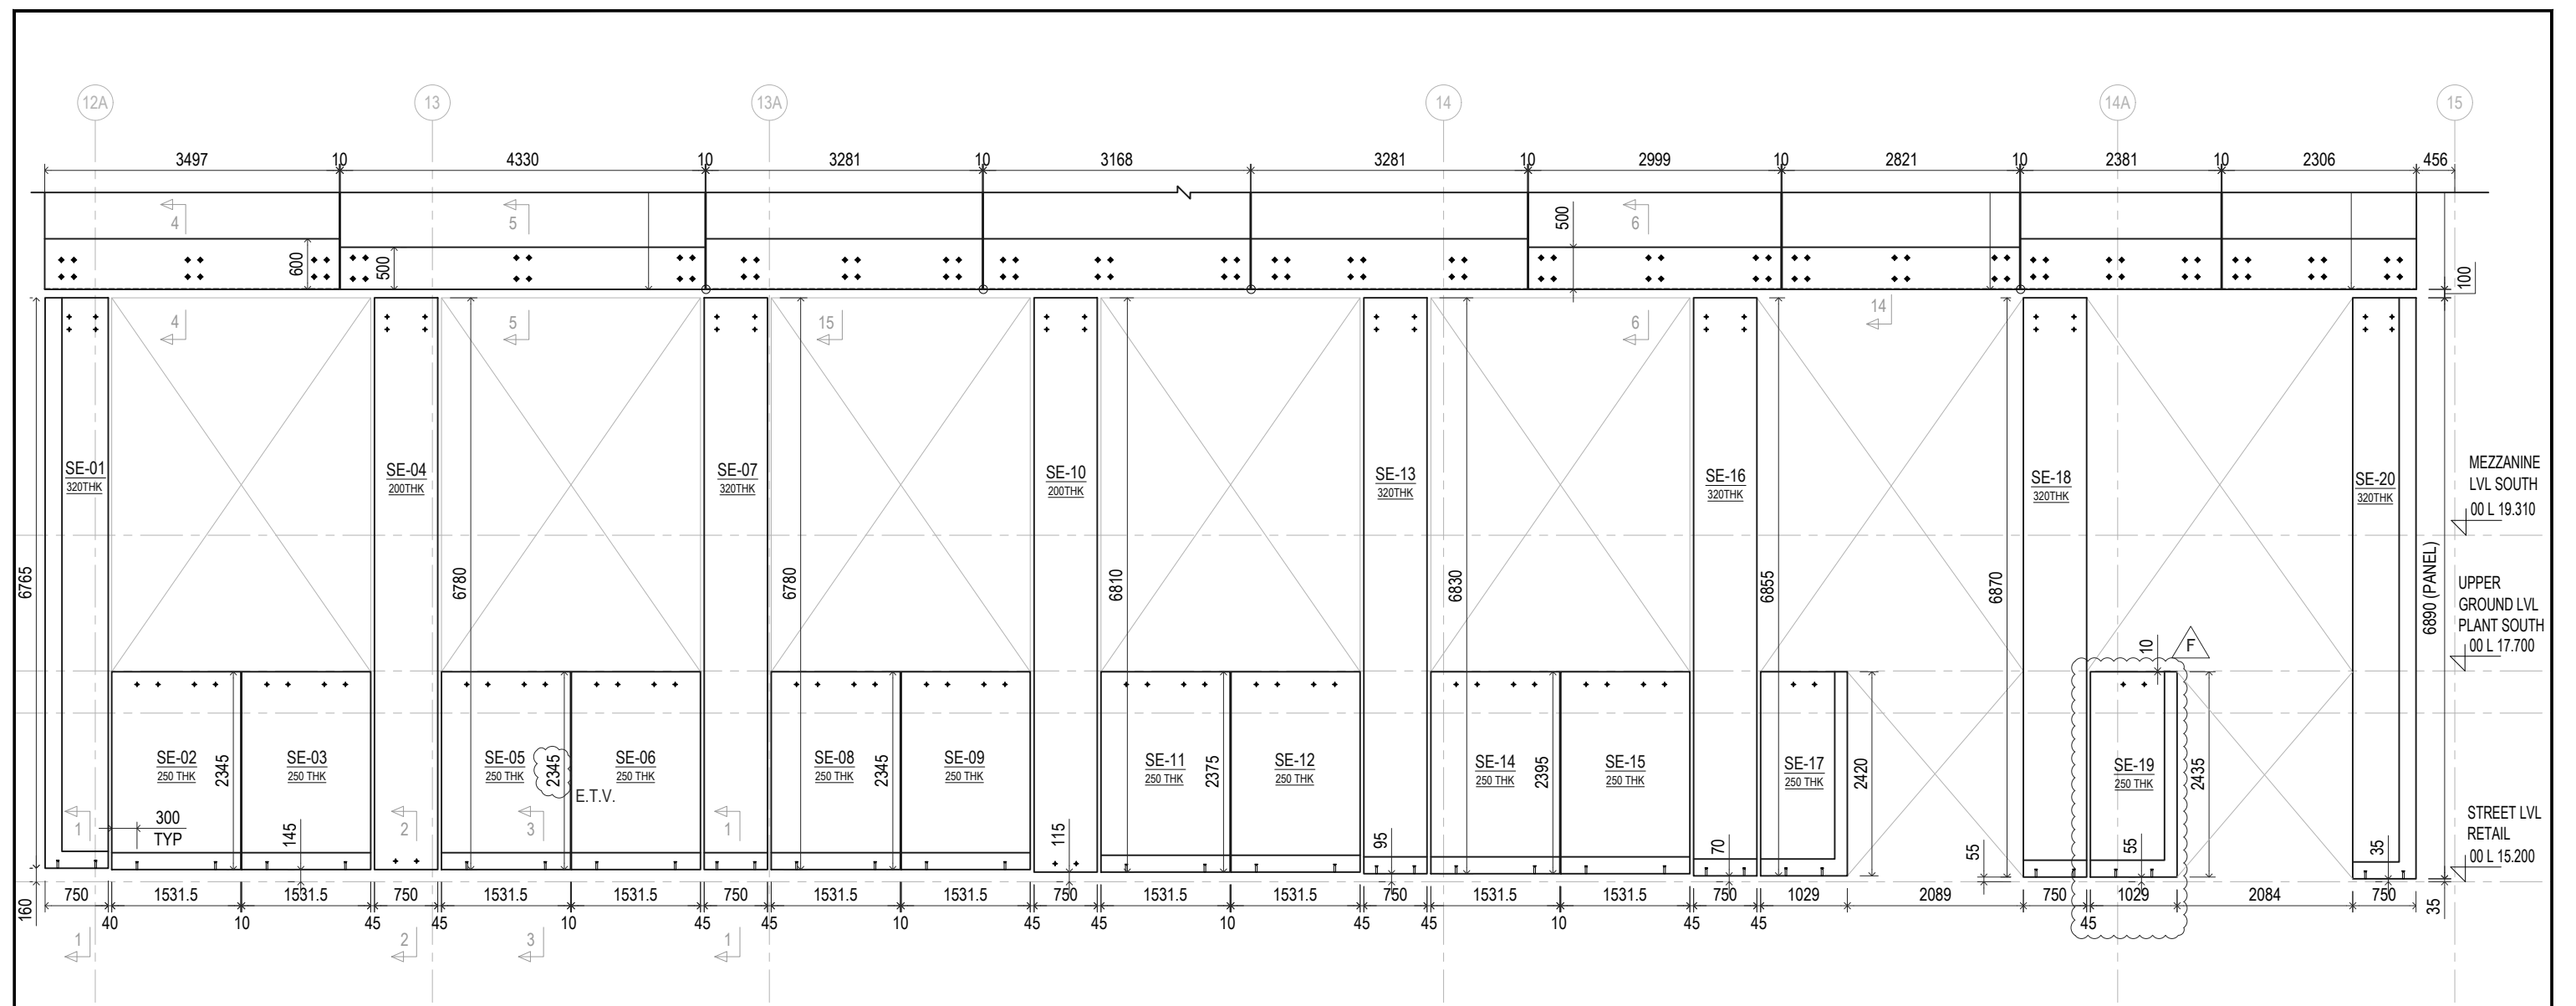 12A 13 13A 14 14A 15
3497 10 4330 10 3281 10 3168 3281 10 2999 10 2821 10 2381 10 2306 456
4 5 6
600 500 500 100
4 5 15 6 14
SE-01 SE-04 SE-07 SE-10 SE-13 SE-16 SE-18 SE-20
320THK 200THK 320THK 200THK 320THK 320THK 320THK 320THK
MEZZANINE
LVL SOUTH
00 L 19.310
6765 6780 6780 6810 6830 6855 6870 6890 (PANEL)
UPPER
GROUND LVL
PLANT SOUTH
00 L 17.700
10 F
SE-02 SE-03 SE-05 SE-06 SE-08 SE-09 SE-11 SE-12 SE-14 SE-15 SE-17 SE-19
250 THK 250 THK 250 THK 250 THK 250 THK 250 THK 250 THK 250 THK 250 THK 250 THK 250 THK 250 THK
2345 2345 2345 2375 2395 2420 2435
E.T.V.
STREET LVL
RETAIL
00 L 15.200
1 300 2 3 1
TYP
145 115 95 70 55 55 35
160 750 1531.5 1531.5 750 1531.5 1531.5 750 1531.5 1531.5 750 1531.5 1531.5 750 1531.5 1531.5 750 1029 2089 750 1029 2084 750 35
40 10 45 45 10 45 45 10 45 45 10 45 45 10 45 45 45
1 2 3 1